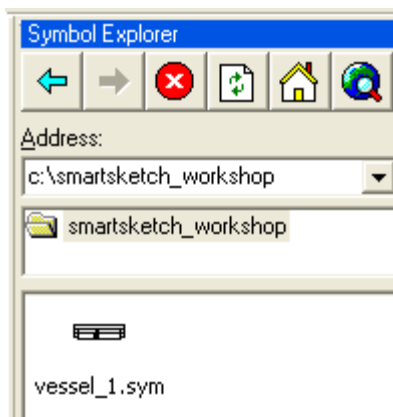 Symbol Explorer
Address:
c:\smartsketch_workshop
smartsketch_workshop
vessel_1.sym